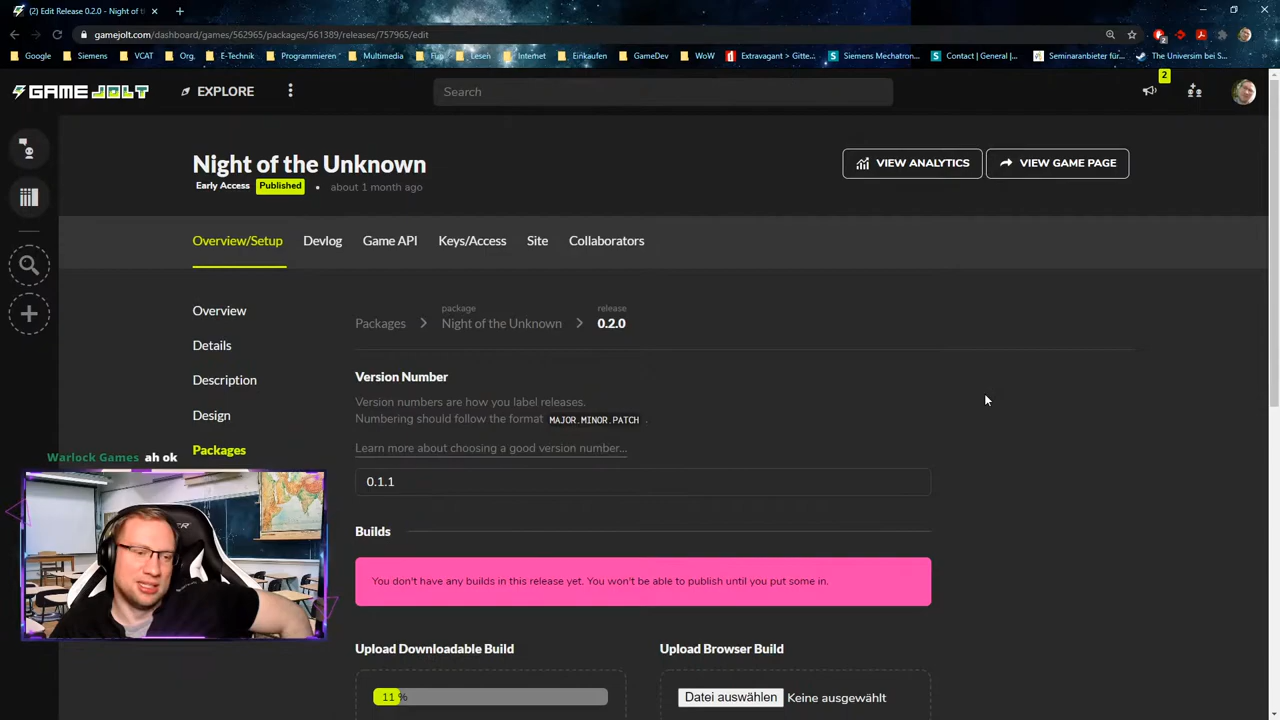 (2) Edit Release 0.2.0 - Night of th
gamejolt.com/dashboard/games/562965/packages/561389/releases/757965/edit
Google Siemens VCAT Org. E-Technik Programmieren Multimedia Fun Lesen Internet Einkaufen GameDev WoW Extravagant > Gitte... Siemens Mechatron... Contact | General |... Seminaranbieter für... The Universim bei S...
GAME JOLT EXPLORE Search 2
Night of the Unknown
VIEW ANALYTICS VIEW GAME PAGE
Early Access Published • about 1 month ago
Overview/Setup Devlog Game API Keys/Access Site Collaborators
Overview
Details
Description
Design
Packages
package release
Packages Night of the Unknown 0.2.0
Version Number
Version numbers are how you label releases.
Numbering should follow the format MAJOR.MINOR.PATCH .
Learn more about choosing a good version number...
0.1.1
Warlock Games ah ok
Builds
You don't have any builds in this release yet. You won't be able to publish until you put some in.
Upload Downloadable Build Upload Browser Build
11 % Datei auswählen Keine ausgewählt